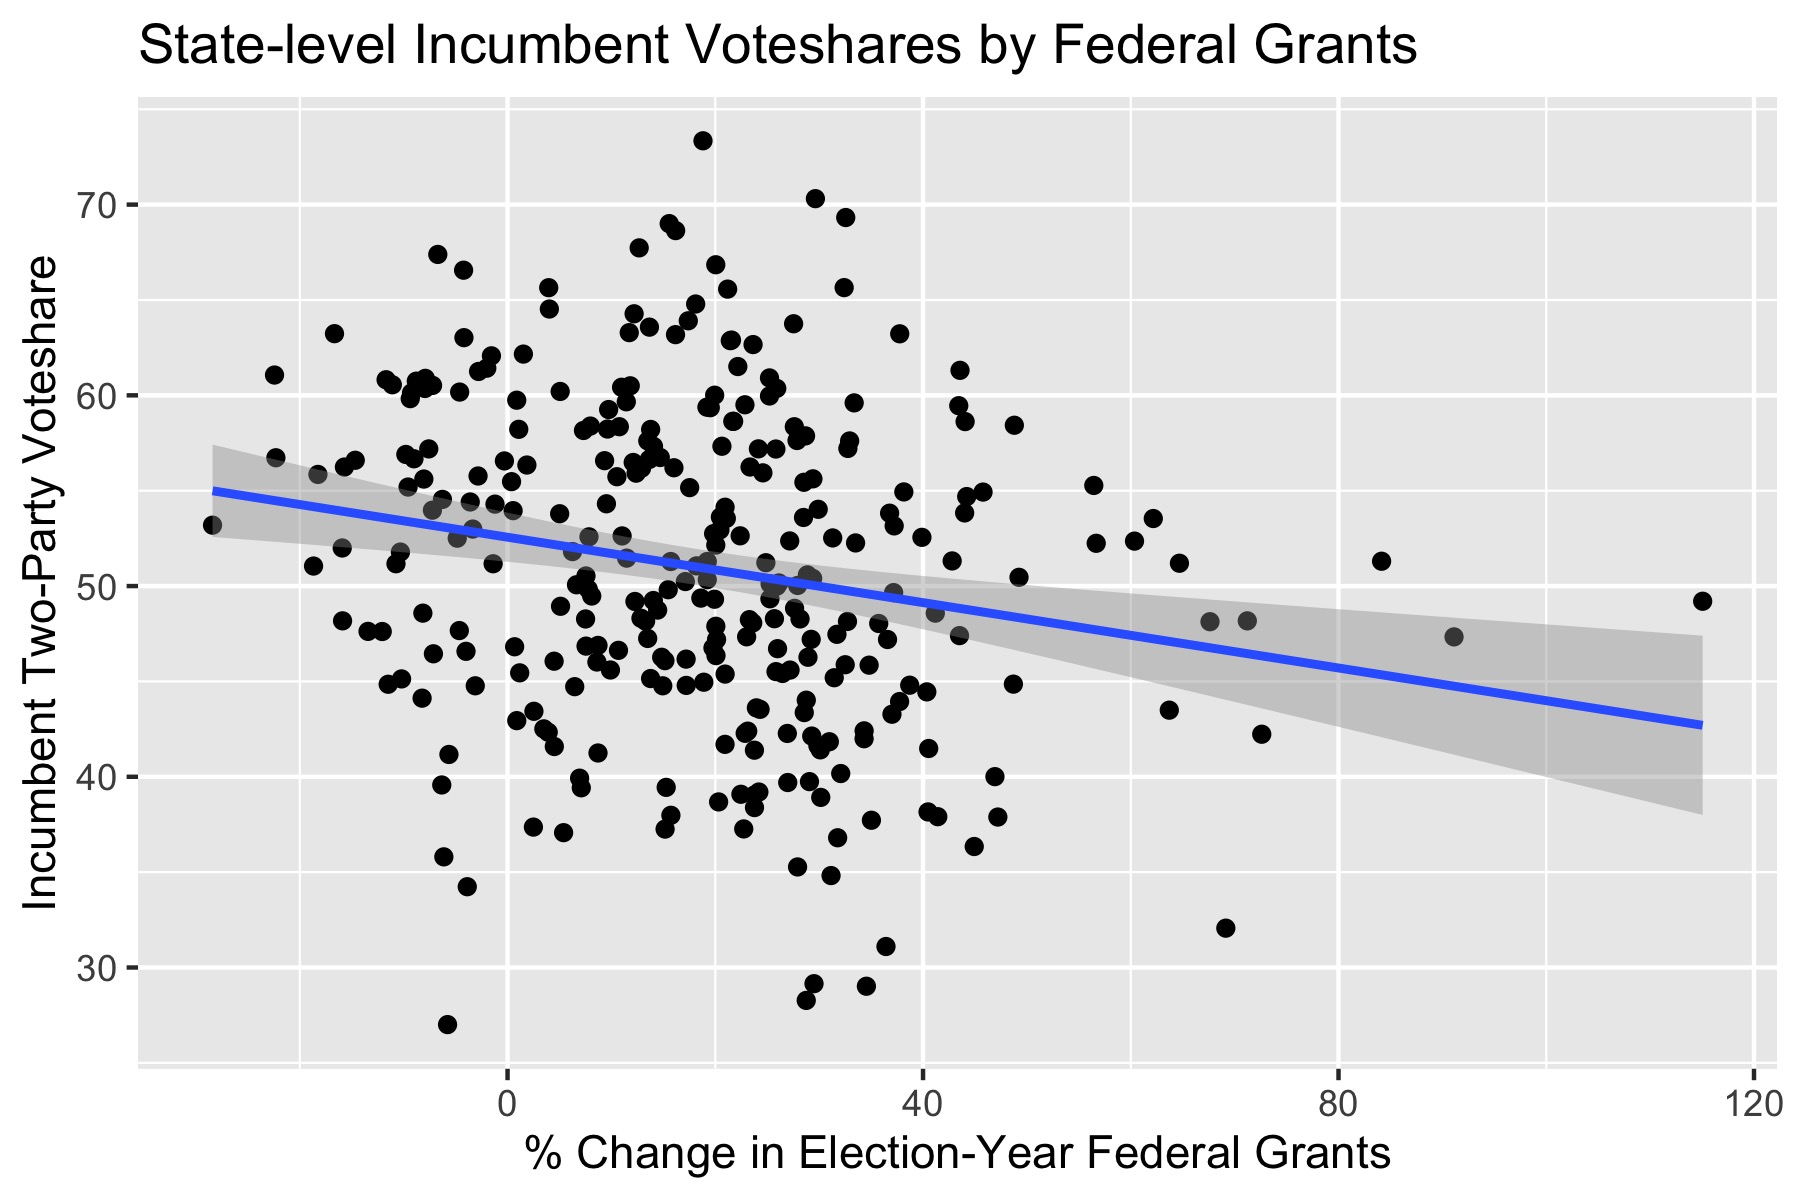 State-level Incumbent Voteshares by Federal Grants
Incumbent Two-Party Voteshare
70
60
50
40
30
0 40 80 120
% Change in Election-Year Federal Grants